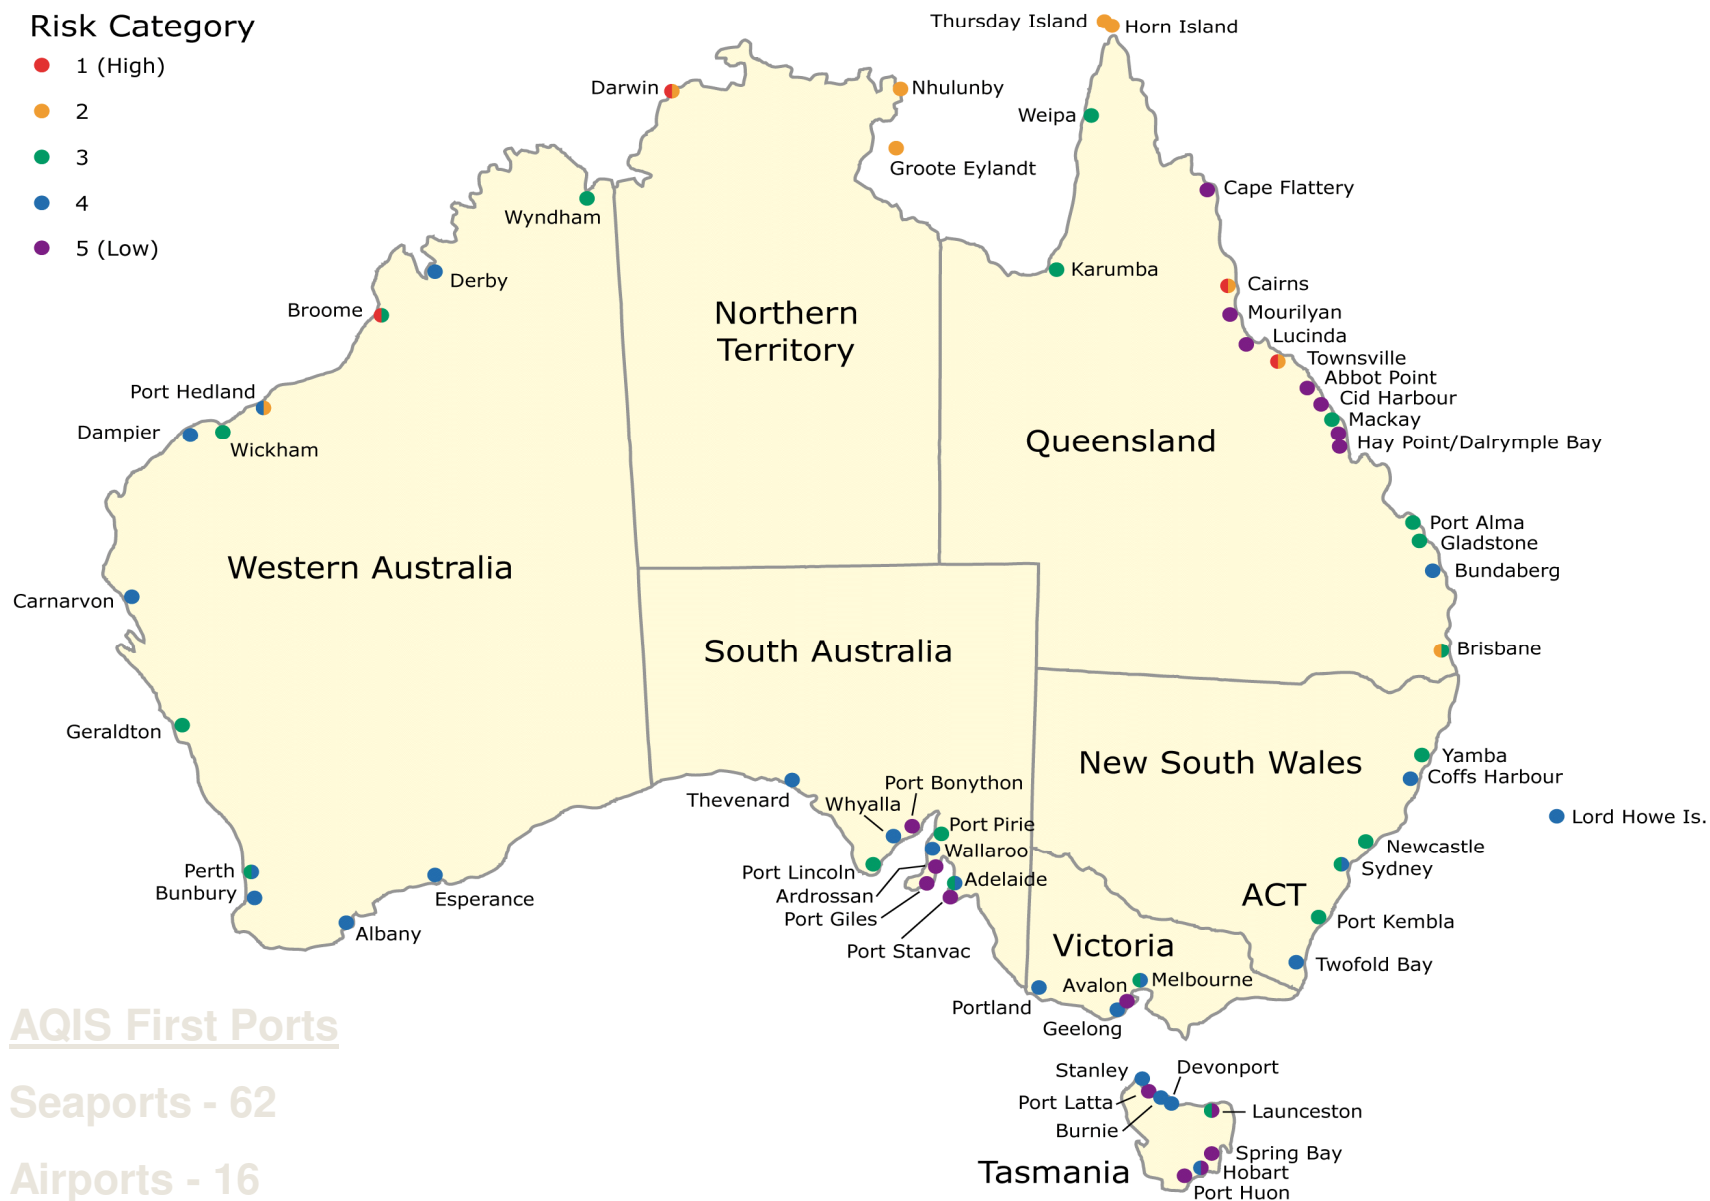 Risk Category
1 (High)
2
3
4
5 (Low)
Thursday Island
Horn Island
Darwin
Nhulunby
Weipa
Groote Eylandt
Cape Flattery
Wyndham
Karumba
Derby
Cairns
Broome
Northern
Territory
Mourilyan
Lucinda
Townsville
Abbot Point
Port Hedland
Cid Harbour
Mackay
Dampier
Wickham
Queensland
Hay Point/Dalrymple Bay
Port Alma
Gladstone
Western Australia
Bundaberg
Carnarvon
South Australia
Brisbane
Geraldton
New South Wales
Yamba
Coffs Harbour
Port Bonython
Thevenard
Whyalla
Lord Howe Is.
Port Pirie
Newcastle
Wallaroo
Perth
Port Lincoln
Sydney
Adelaide
Bunbury
Ardrossan
ACT
Esperance
Port Giles
Port Kembla
Albany
Port Stanvac
Victoria
Twofold Bay
Avalon
Melbourne
Portland
AQIS First Ports
Geelong
Stanley
Devonport
Seaports - 62
Port Latta
Launceston
Burnie
Spring Bay
Tasmania
Hobart
Airports - 16
Port Huon